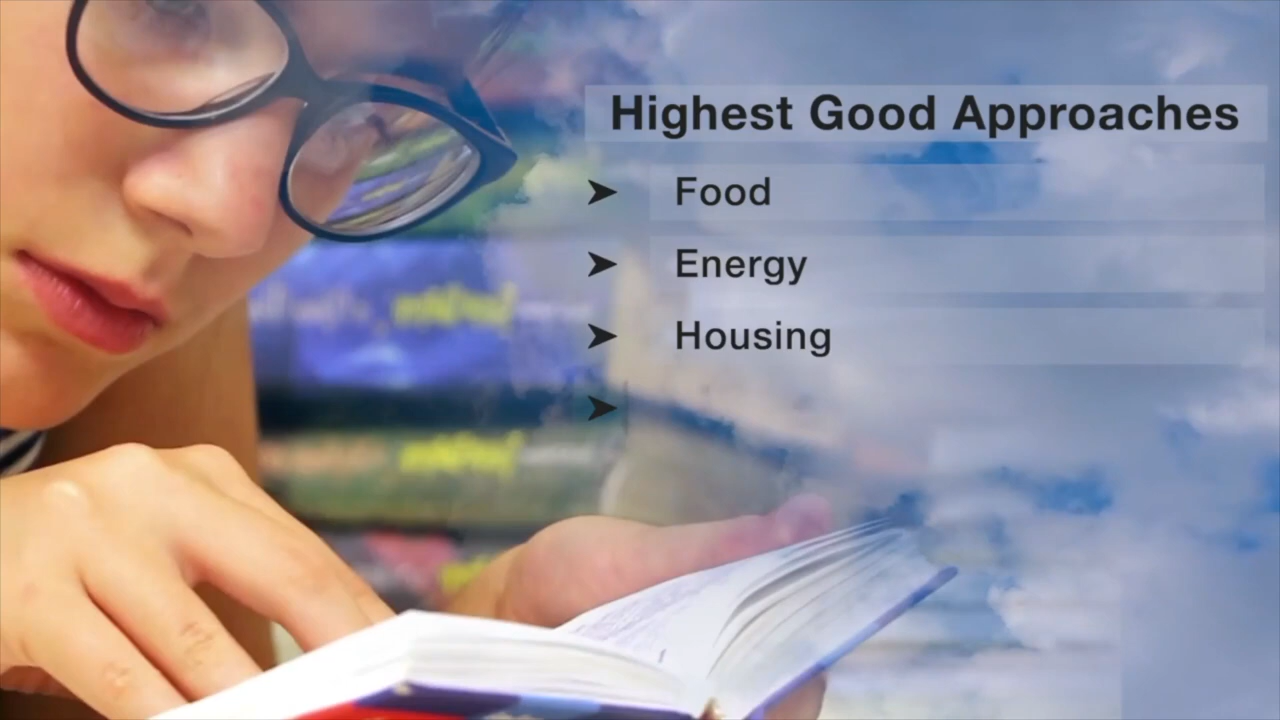 Highest Good Approaches
➤ Food
➤ Energy
➤ Housing
➤